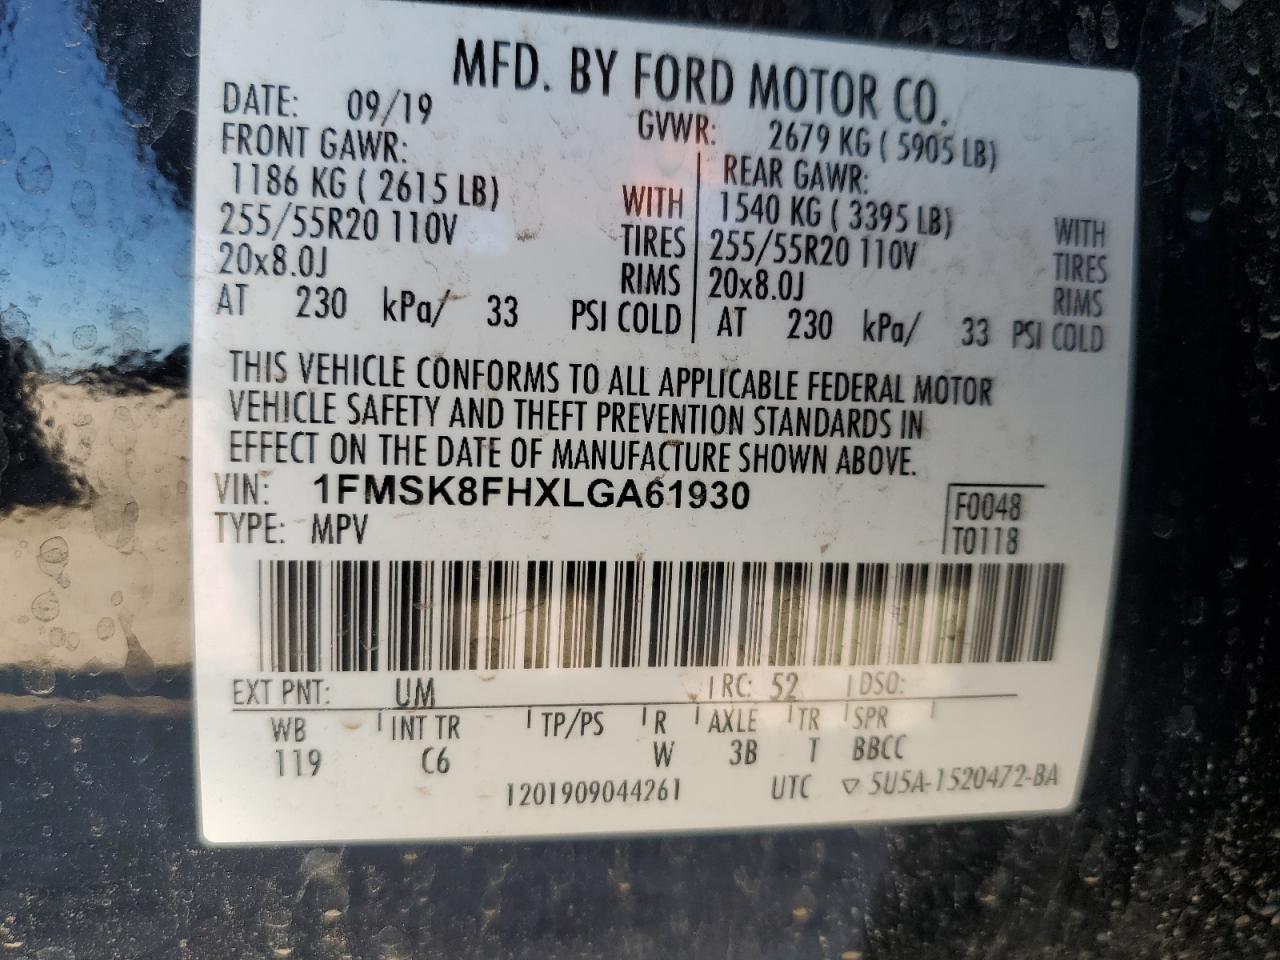 MFD. BY FORD MOTOR CO.
DATE: 09/19 GVWR: 2679 KG ( 5905 LB)
FRONT GAWR: REAR GAWR:
1186 KG ( 2615 LB) WITH 1540 KG ( 3395 LB) WITH
255/55R20 110V TIRES 255/55R20 110V TIRES
20x8.0J RIMS 20x8.0J RIMS
AT 230 kPa/ 33 PSI COLD AT 230 kPa/ 33 PSI COLD
THIS VEHICLE CONFORMS TO ALL APPLICABLE FEDERAL MOTOR
VEHICLE SAFETY AND THEFT PREVENTION STANDARDS IN
EFFECT ON THE DATE OF MANUFACTURE SHOWN ABOVE.
VIN: 1FMSK8FHXLGA61930 F0048
TYPE: MPV T0118
EXT PNT: UM RC: 52 DSO:
WB INT TR TP/PS R AXLE TR SPR
119 C6 W 3B T BBCC
1201909044261 UTC ▽ 5U5A-1520472-BA